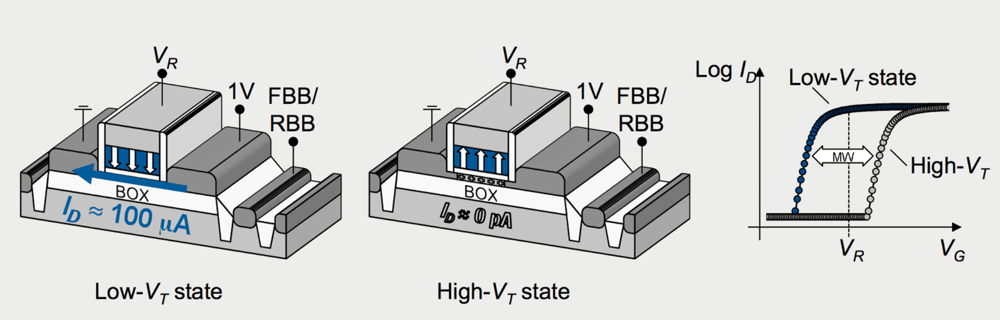 V_R
1V
FBB/
RBB
BOX
I_D ≈ 100 µA
Low-V_T state
V_R
1V
FBB/
RBB
++++++
BOX
I_D ≈ 0 pA
High-V_T state
Log I_D
Low-V_T state
MW
High-V_T
V_R
V_G